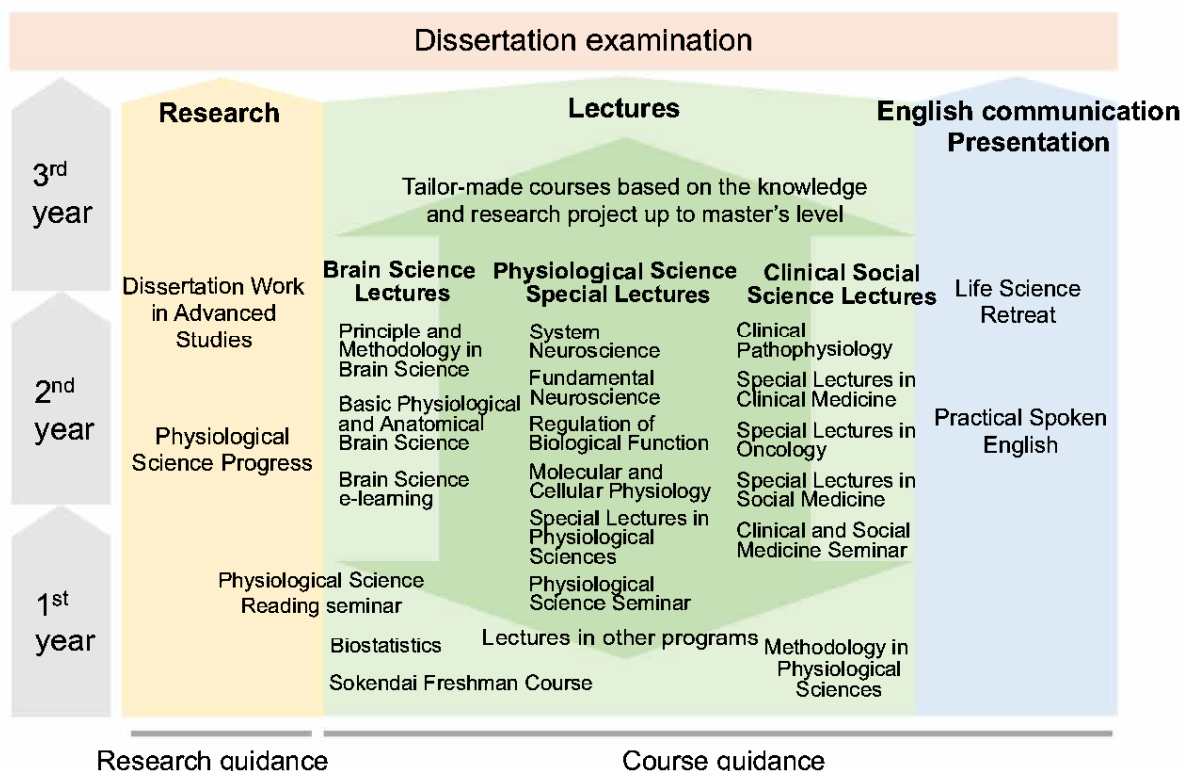 Dissertation examination
3rd
year
2nd
year
1st
year
Research
Dissertation Work
in Advanced
Studies
Physiological
Science Progress
Physiological Science
Reading seminar
Lectures
Tailor-made courses based on the knowledge
and research project up to master's level
Brain Science
Lectures
Principle and
Methodology in
Brain Science
Basic Physiological
and Anatomical
Brain Science
Brain Science
e-learning
Physiological Science
Special Lectures
System
Neuroscience
Fundamental
Neuroscience
Regulation of
Biological Function
Molecular and
Cellular Physiology
Special Lectures in
Physiological
Sciences
Physiological
Science Seminar
Clinical Social
Science Lectures
Clinical
Pathophysiology
Special Lectures in
Clinical Medicine
Special Lectures in
Oncology
Special Lectures in
Social Medicine
Clinical and Social
Medicine Seminar
Biostatistics
Lectures in other programs
Methodology in
Physiological
Sciences
Sokendai Freshman Course
English communication
Presentation
Life Science
Retreat
Practical Spoken
English
Research guidance
Course guidance